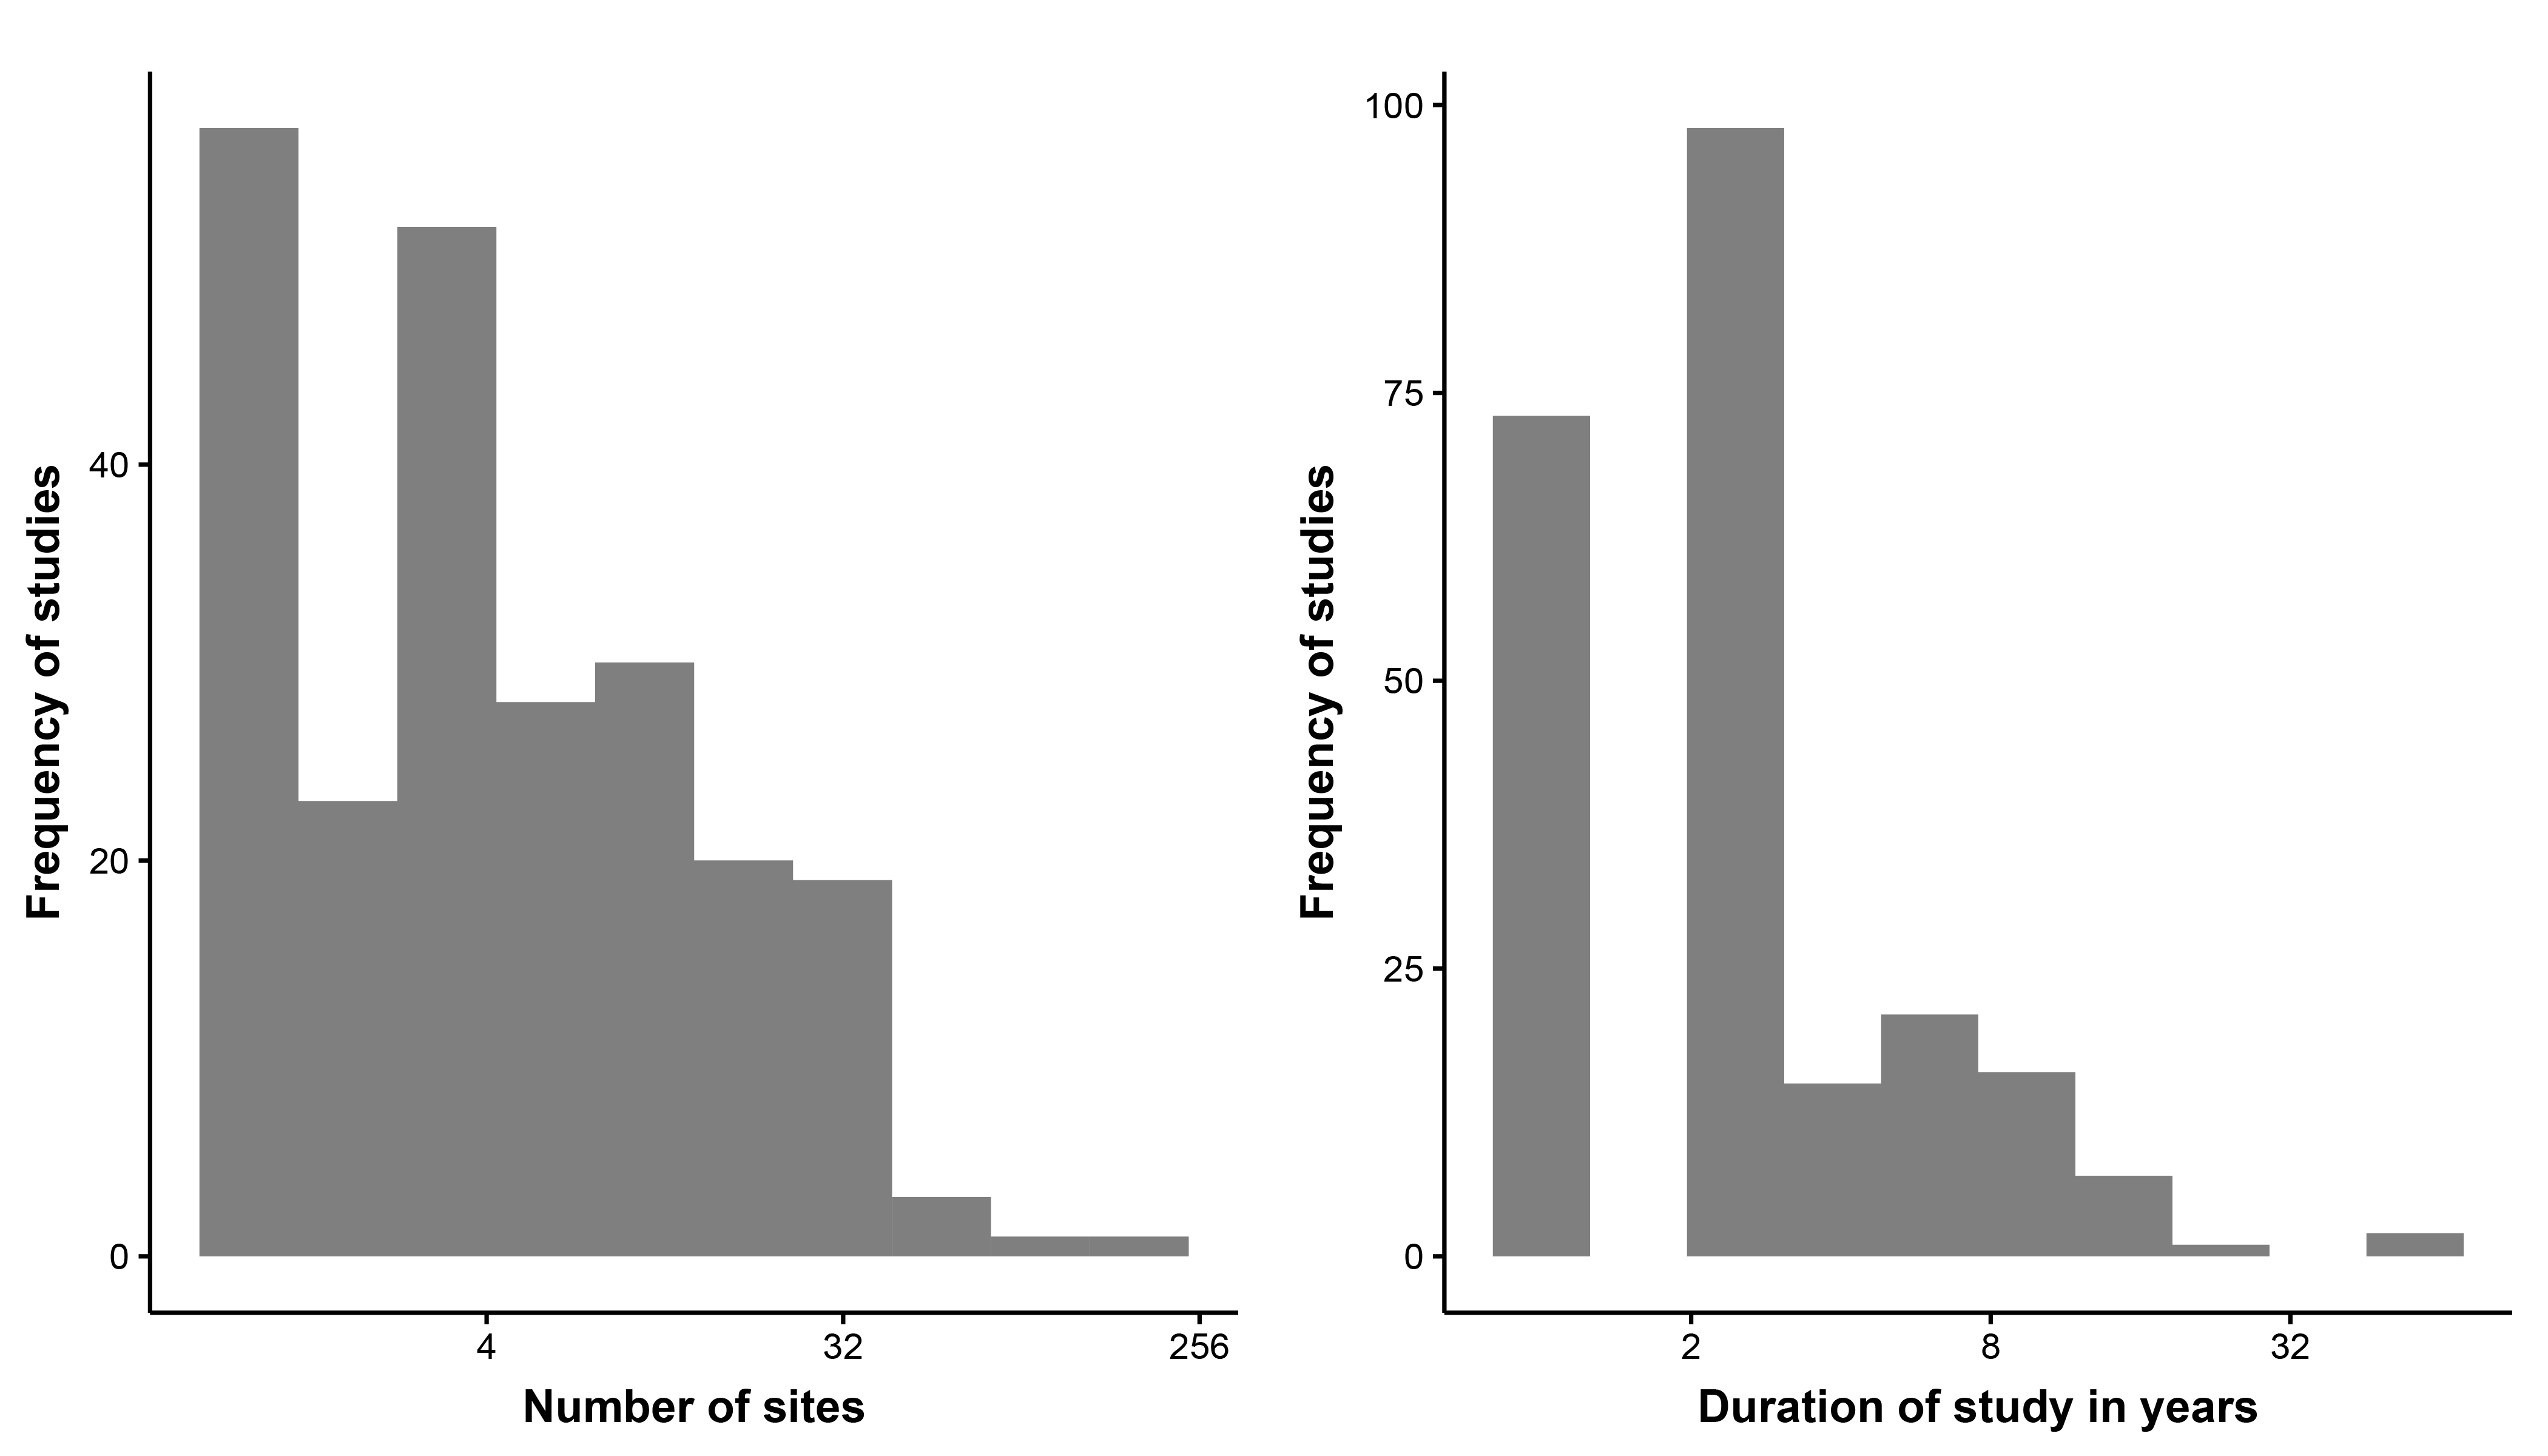 Frequency of studies
40
20
0
4 32 256
Number of sites
Frequency of studies
100
75
50
25
0
2 8 32
Duration of study in years